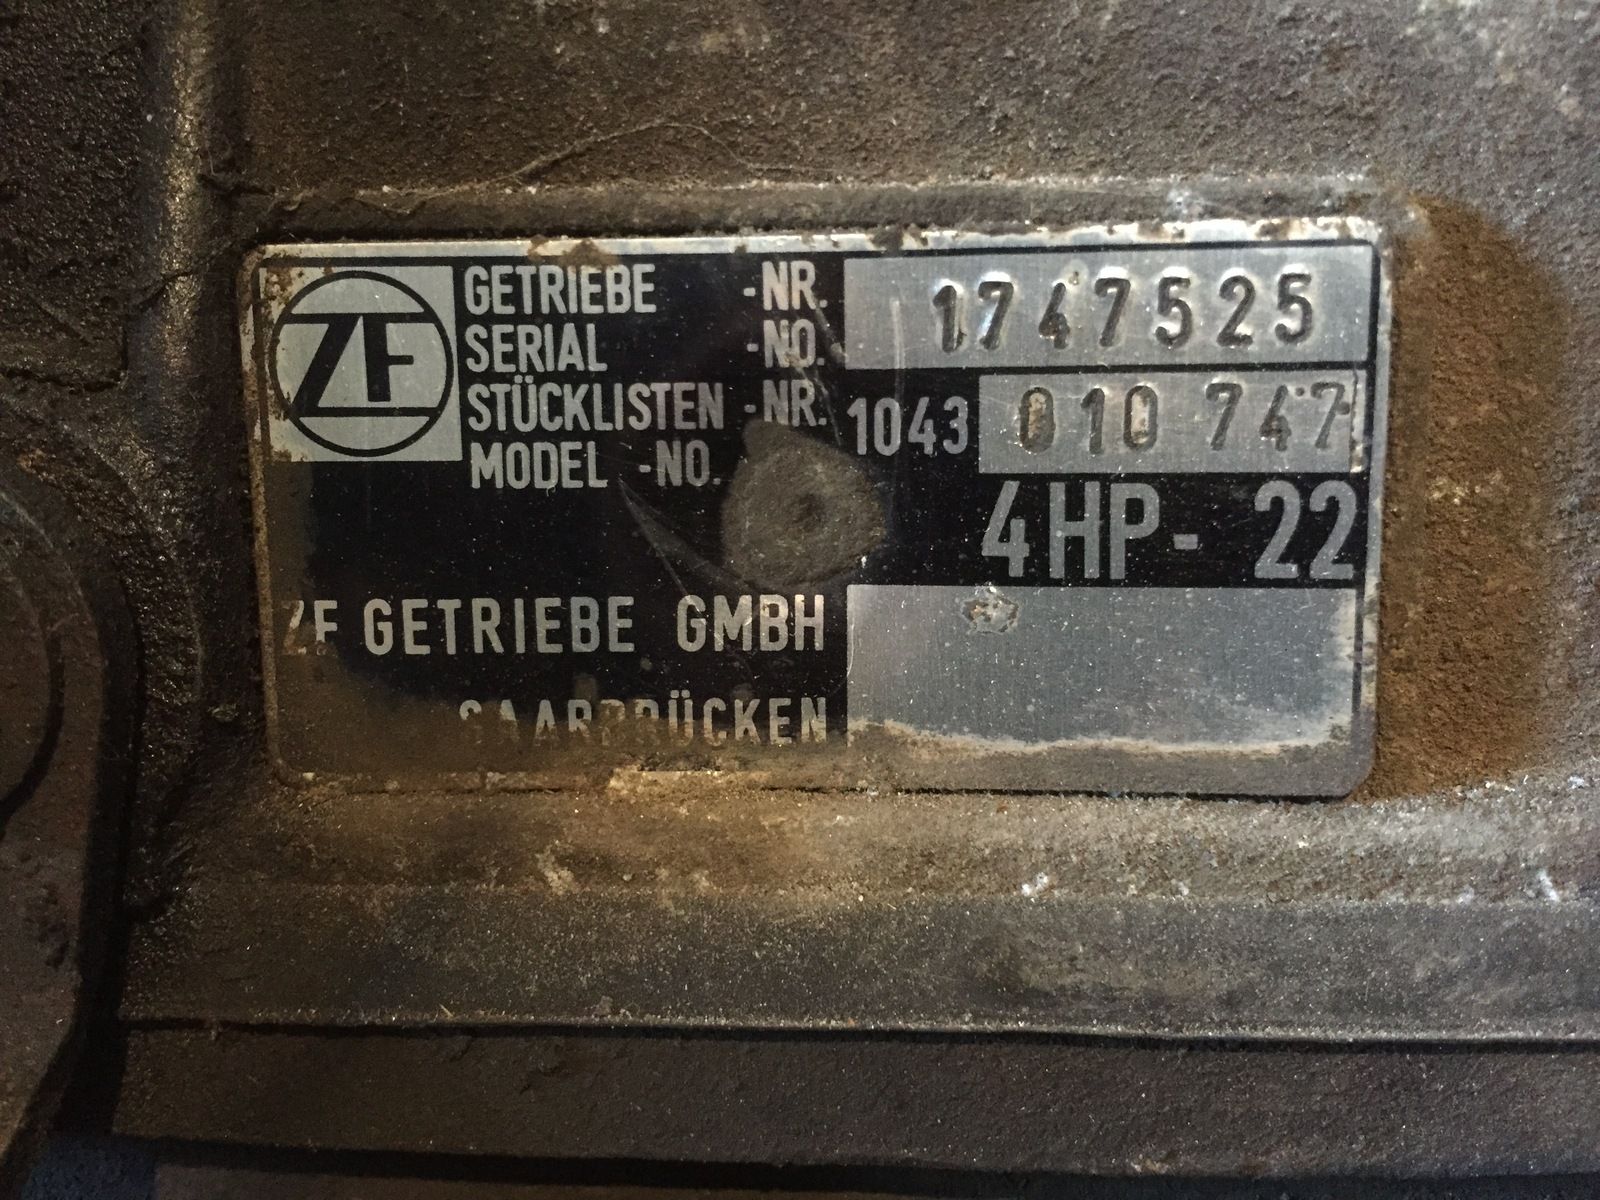 ZF
GETRIEBE -NR. 1747525
SERIAL -NO.
STÜCKLISTEN -NR. 1043 010 747
MODEL -NO.
4HP - 22
ZF GETRIEBE GMBH
SAARBRÜCKEN